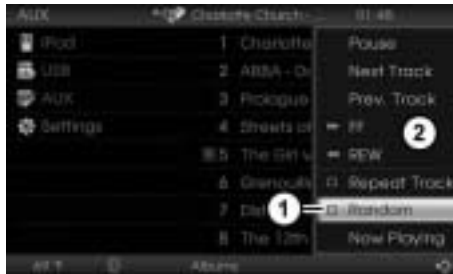 AUX Charlotte Church 01:46
iPod 1 Charlotte Pause
USB 2 ABBA - Next Track
AUX 3 Prologue Prev. Track
Settings 4 Streets of FF 2
5 The Girl REW
6 Repeat Track
1 7 Random
8 The 12th Now Playing
Albums